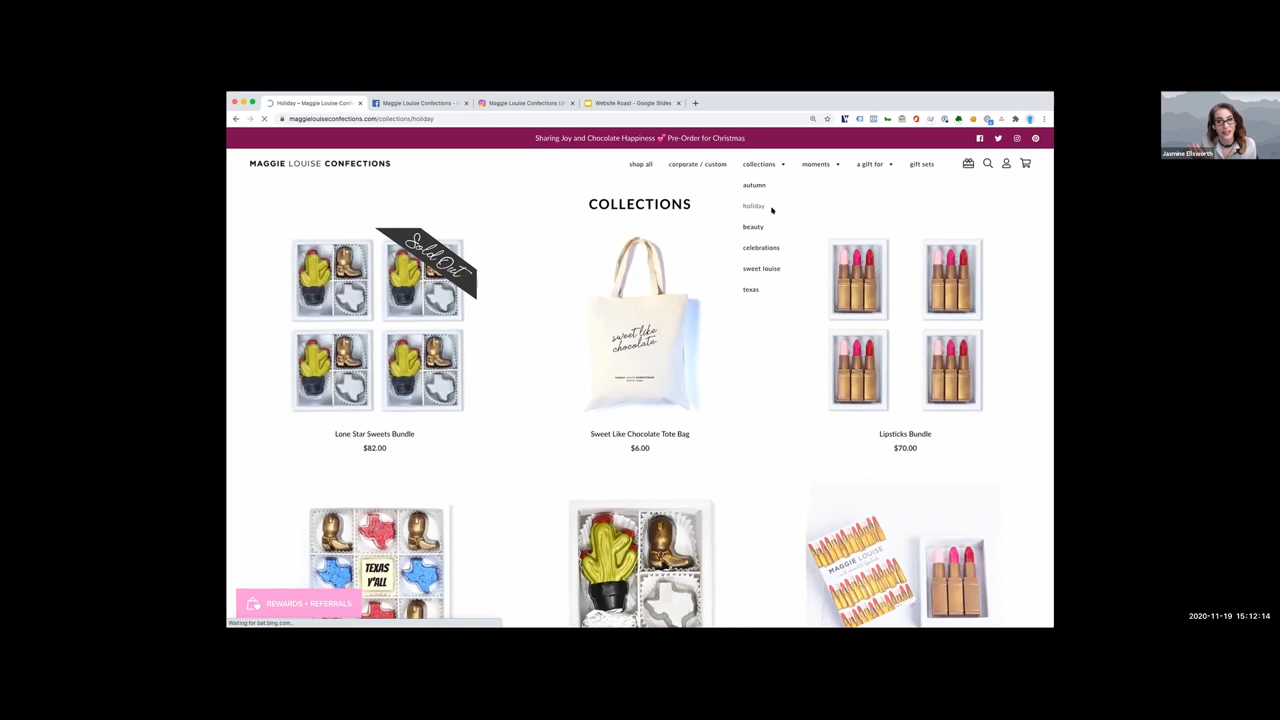 Holiday – Maggie Louise Conf
Maggie Louise Confections -
Maggie Louise Confections (@
Website Roast - Google Slides
maggielouiseconfections.com/collections/holiday
Sharing Joy and Chocolate Happiness 💕 Pre-Order for Christmas
MAGGIE LOUISE CONFECTIONS
shop all
corporate / custom
collections
moments
a gift for
gift sets
autumn
holiday
beauty
celebrations
sweet louise
texas
COLLECTIONS
Sold Out
sweet like
chocolate
MAGGIE LOUISE CONFECTIONS
Lone Star Sweets Bundle
$82.00
Sweet Like Chocolate Tote Bag
$6.00
Lipsticks Bundle
$70.00
TEXAS
Y'ALL
MAGGIE LOUISE
REWARDS + REFERRALS
Waiting for bat.bing.com...
Jasmine Ellsworth
2020-11-19 15:12:14